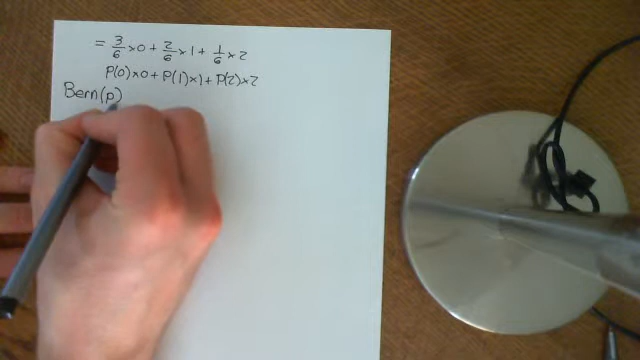 = 3/6 × 0 + 2/6 × 1 + 1/6 × 2
P(0) × 0 + P(1) × 1 + P(2) × 2
Bern(p)